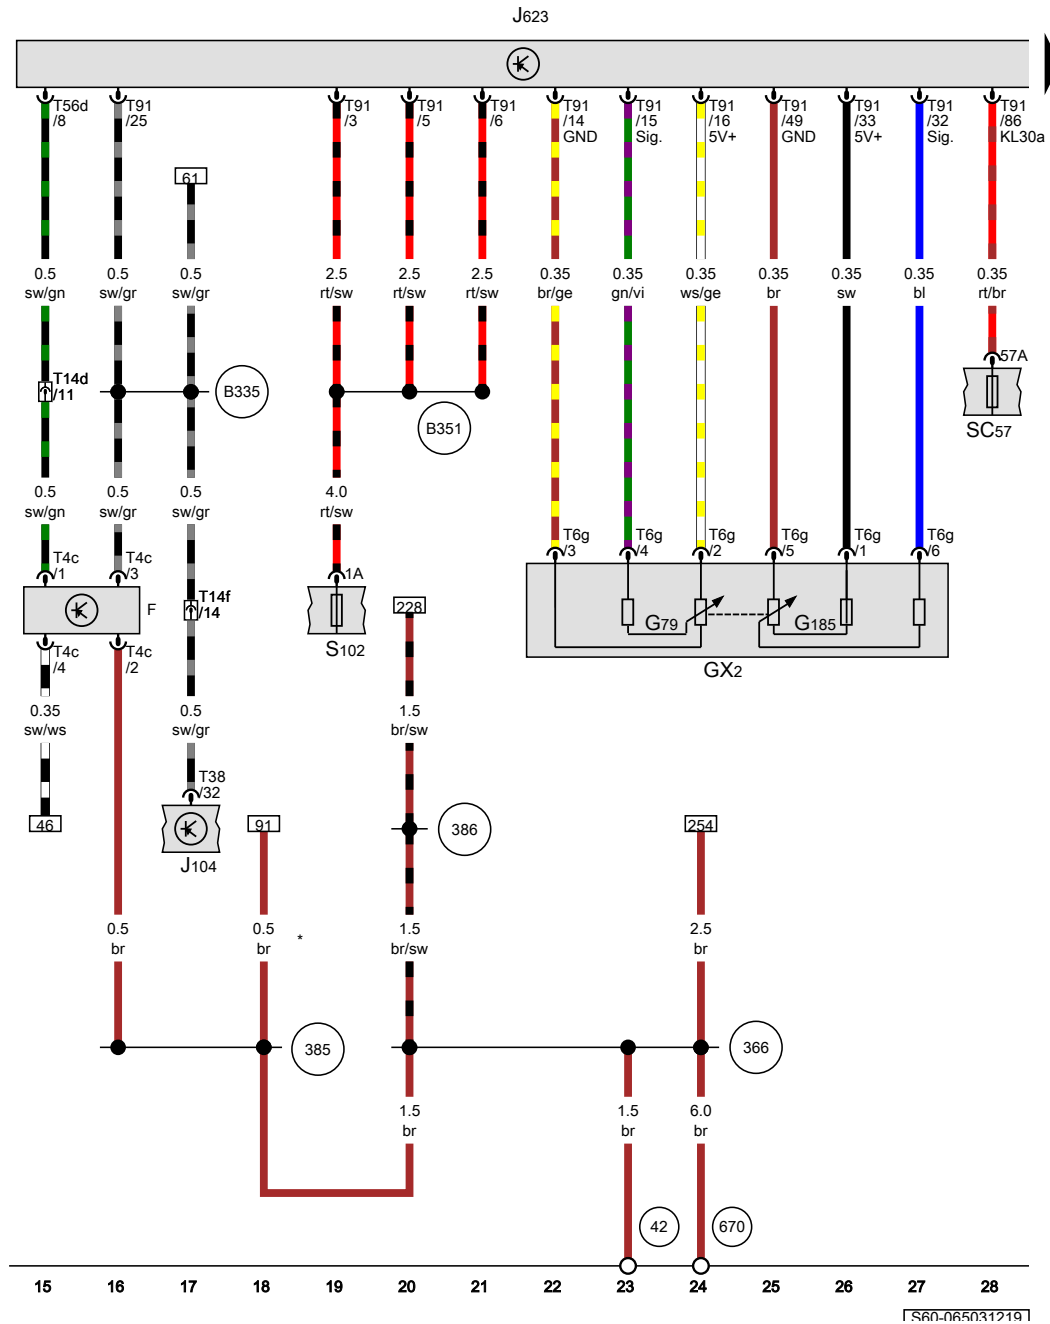 J623
T56d T91 T91 T91 T91 T91 T91 T91 T91 T91 T91 T91
/8 /25 /3 /5 /6 /14 /15 /16 /49 /33 /32 /86
GND Sig. 5V+ GND 5V+ Sig. KL30a
61
0.5 0.5 0.5 2.5 2.5 2.5 0.35 0.35 0.35 0.35 0.35 0.35 0.35
sw/gn sw/gr sw/gr rt/sw rt/sw rt/sw br/ge gn/vi ws/ge br sw bl rt/br
57A
T14d
/11
B335
B351
SC57
0.5 0.5 0.5 4.0
sw/gn sw/gr sw/gr rt/sw
T6g T6g T6g T6g T6g T6g
/3 /4 /2 /5 /1 /6
T4c T4c
/1 /3 1A
T14f
/14
F
228
G79 G185
S102
T4c T4c
/4 /2
GX2
0.35 0.5 1.5
sw/ws sw/gr br/sw
T38
/32
46 91 386 254
J104
0.5 0.5 * 1.5 2.5
br br br/sw br
385 366
1.5 1.5 6.0
br br br
42 670
15 16 17 18 19 20 21 22 23 24 25 26 27 28
S60-065031219